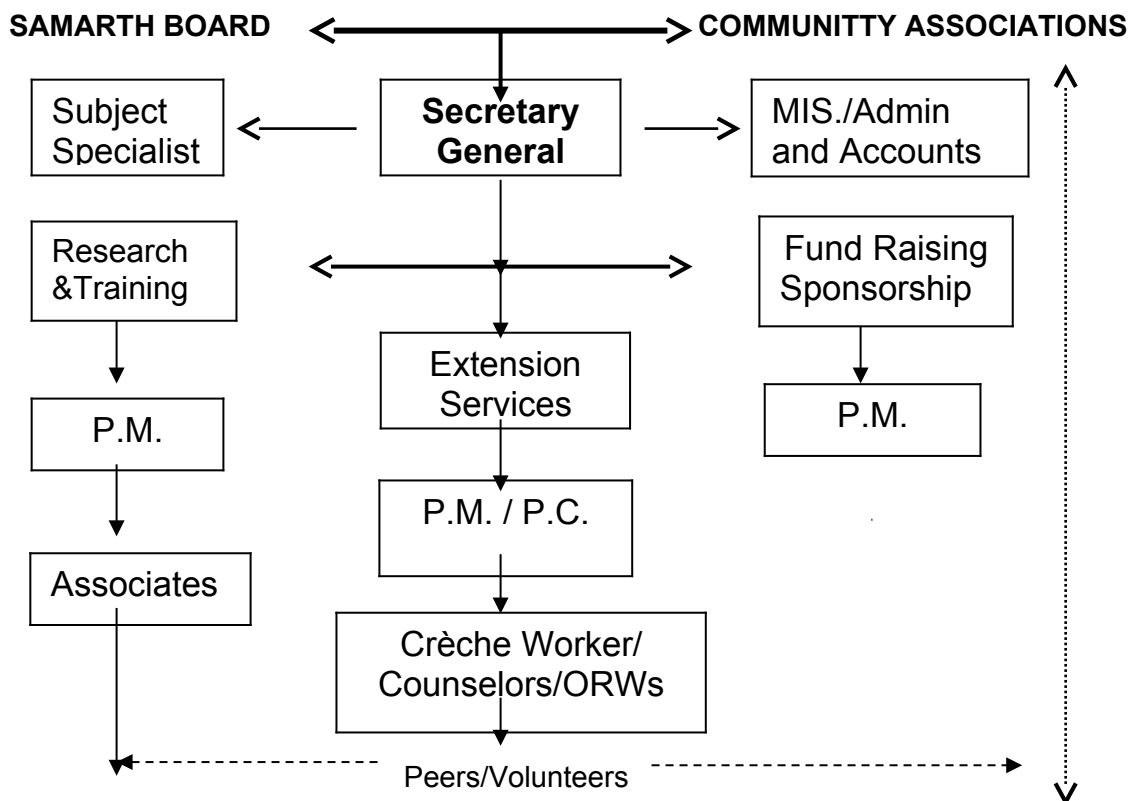 SAMARTH BOARD
COMMUNITTY ASSOCIATIONS
Subject
Specialist
Secretary
General
MIS./Admin
and Accounts
Research
&Training
Fund Raising
Sponsorship
Extension
Services
P.M.
P.M.
P.M. / P.C.
Associates
Crèche Worker/
Counselors/ORWs
Peers/Volunteers